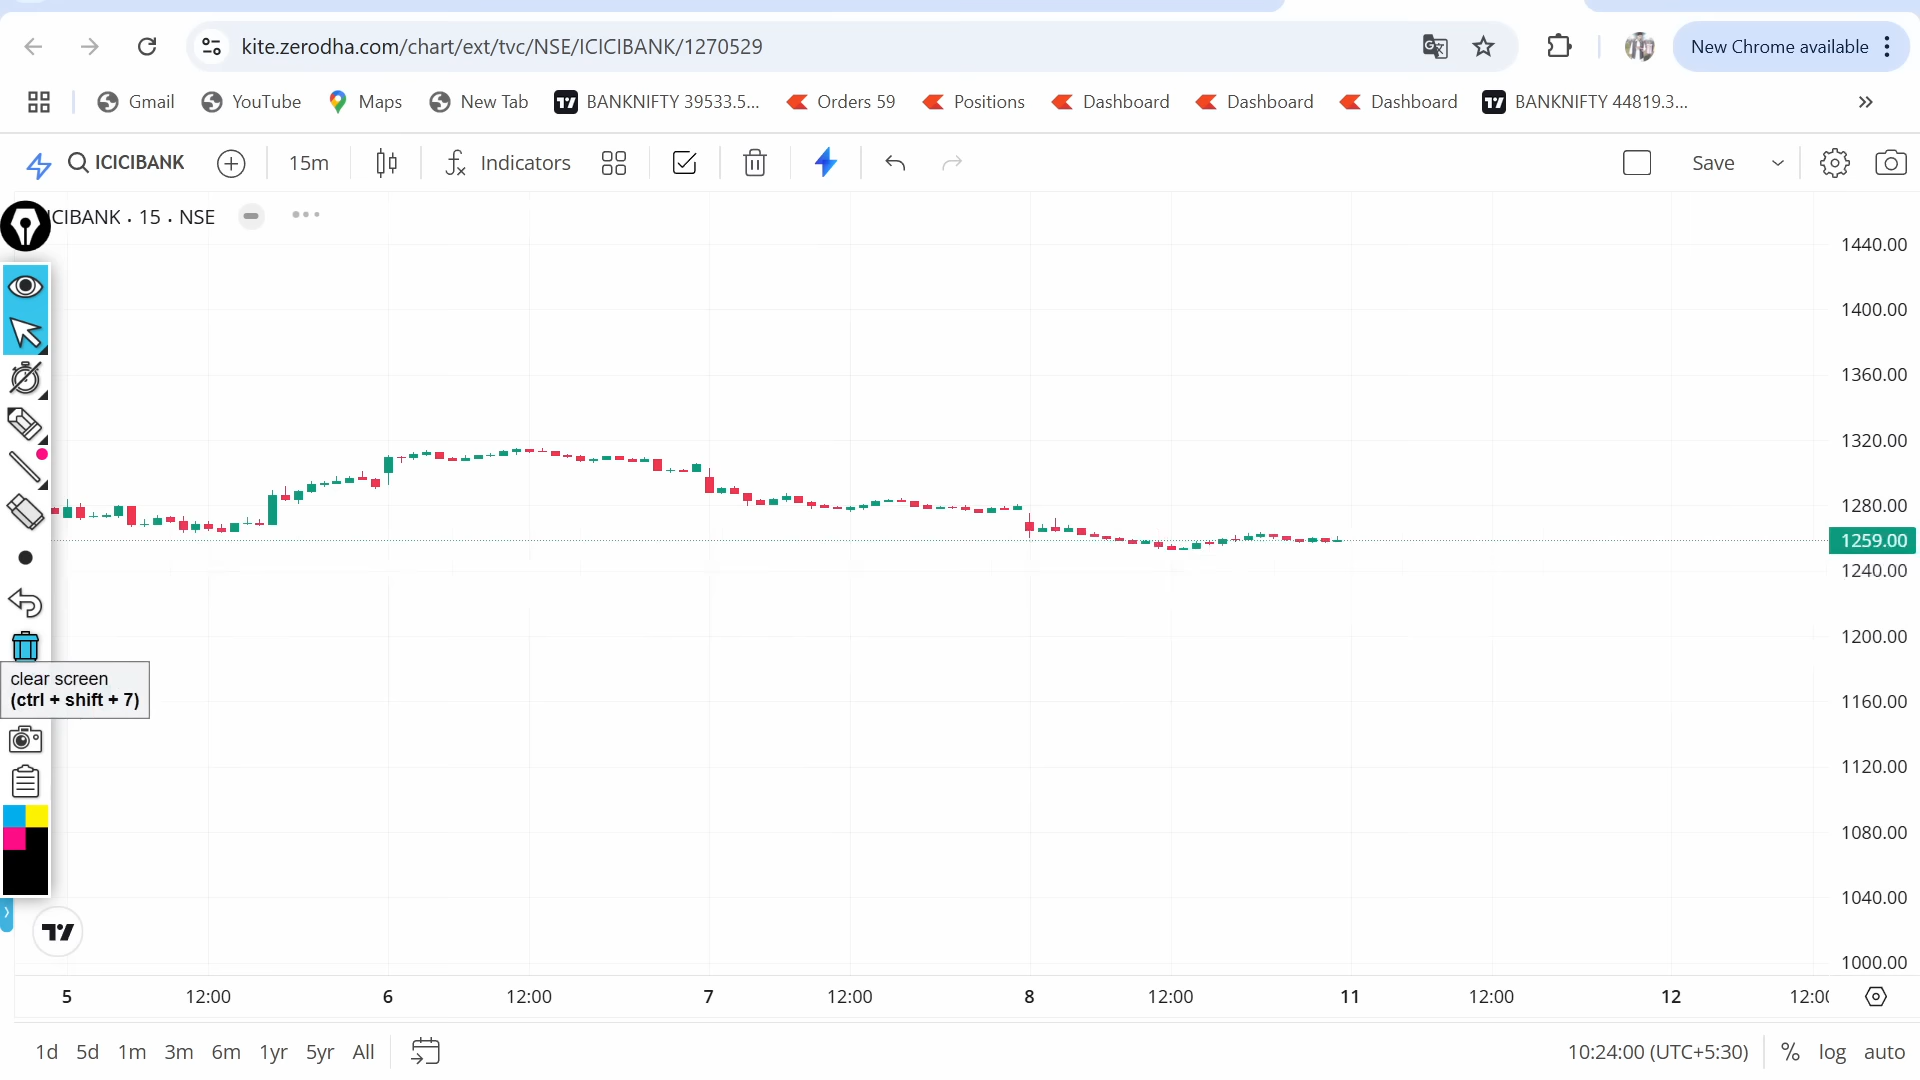 kite.zerodha.com/chart/ext/tvc/NSE/ICICIBANK/1270529
New Chrome available
Gmail
YouTube
Maps
New Tab
BANKNIFTY 39533.5...
Orders 59
Positions
Dashboard
Dashboard
Dashboard
BANKNIFTY 44819.3...
ICICIBANK
15m
Indicators
Save
CIBANK · 15 · NSE
1440.00
1400.00
1360.00
1320.00
1280.00
1259.00
1240.00
1200.00
1160.00
1120.00
1080.00
1040.00
1000.00
clear screen
(ctrl + shift + 7)
5 12:00 6 12:00 7 12:00 8 12:00 11 12:00 12 12:00
1d 5d 1m 3m 6m 1yr 5yr All
10:24:00 (UTC+5:30) % log auto